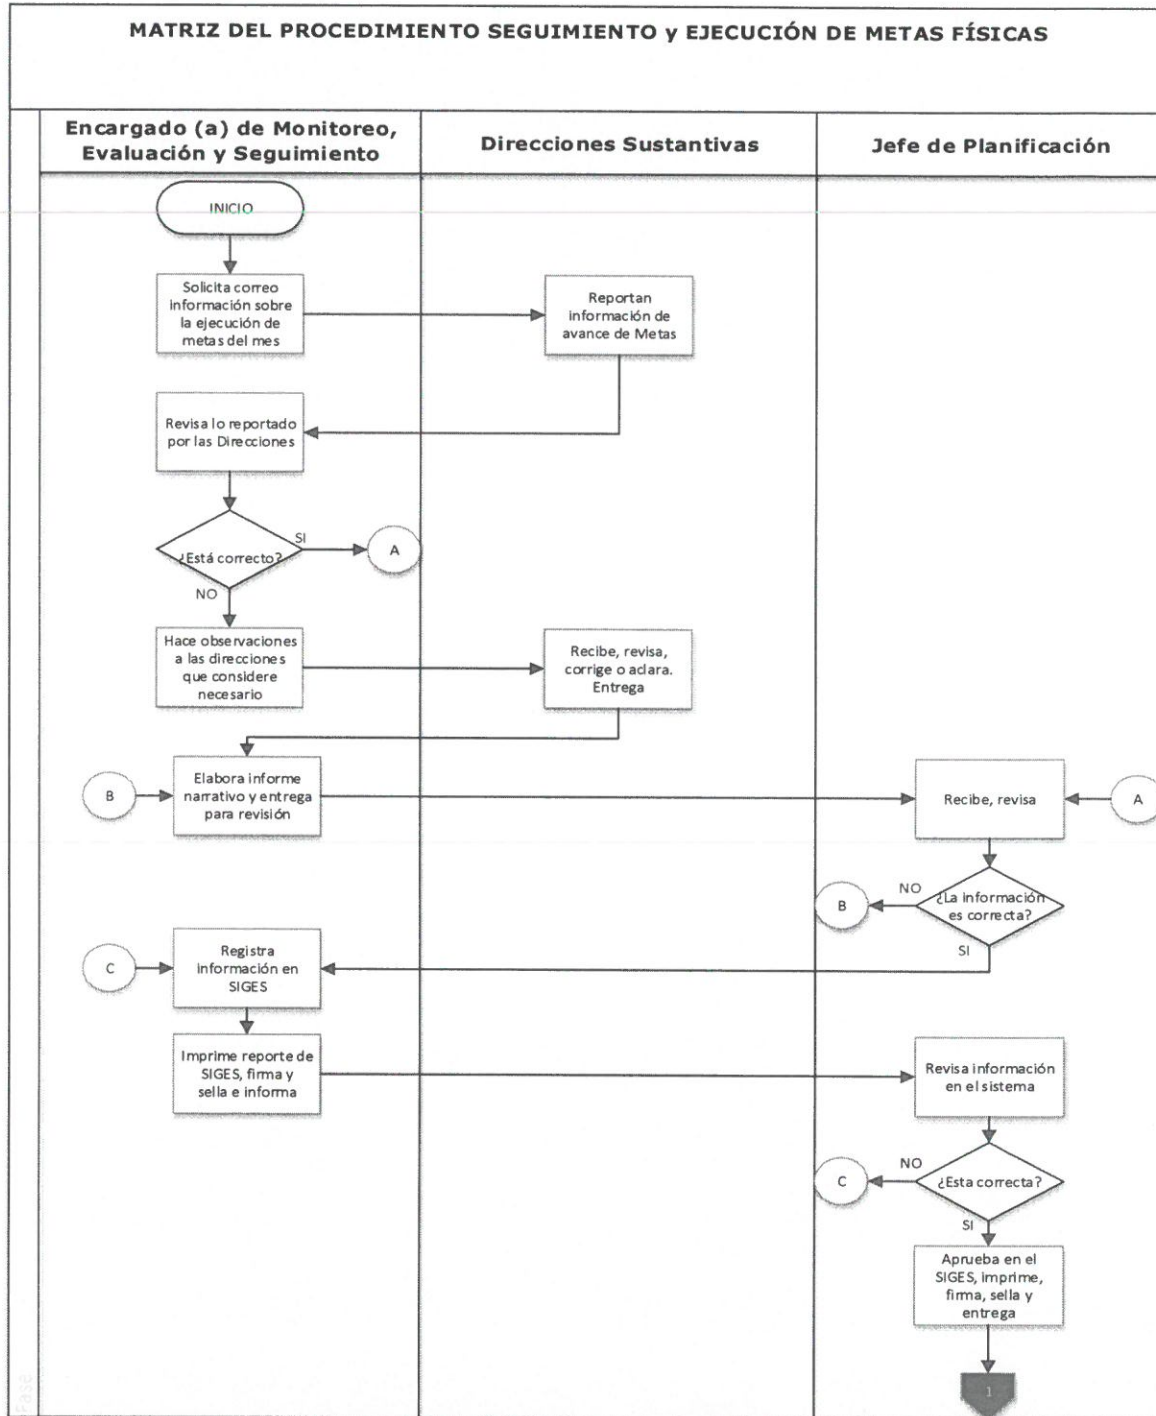 MATRIZ DEL PROCEDIMIENTO SEGUIMIENTO y EJECUCIÓN DE METAS FÍSICAS
Encargado (a) de Monitoreo,
Evaluación y Seguimiento
Direcciones Sustantivas
Jefe de Planificación
INICIO
Solicita correo
información sobre
la ejecución de
metas del mes
Reportan
información de
avance de Metas
Revisa lo reportado
por las Direcciones
¿Está correcto?
SI
A
NO
Hace observaciones
a las direcciones
que considere
necesario
Recibe, revisa,
corrige o aclara.
Entrega
B
Elabora informe
narrativo y entrega
para revisión
Recibe, revisa
A
¿La información
es correcta?
NO
B
SI
C
Registra
información en
SIGES
Imprime reporte de
SIGES, firma y
sella e informa
Revisa información
en el sistema
¿Esta correcta?
NO
C
SI
Aprueba en el
SIGES, imprime,
firma, sella y
entrega
1
Fase